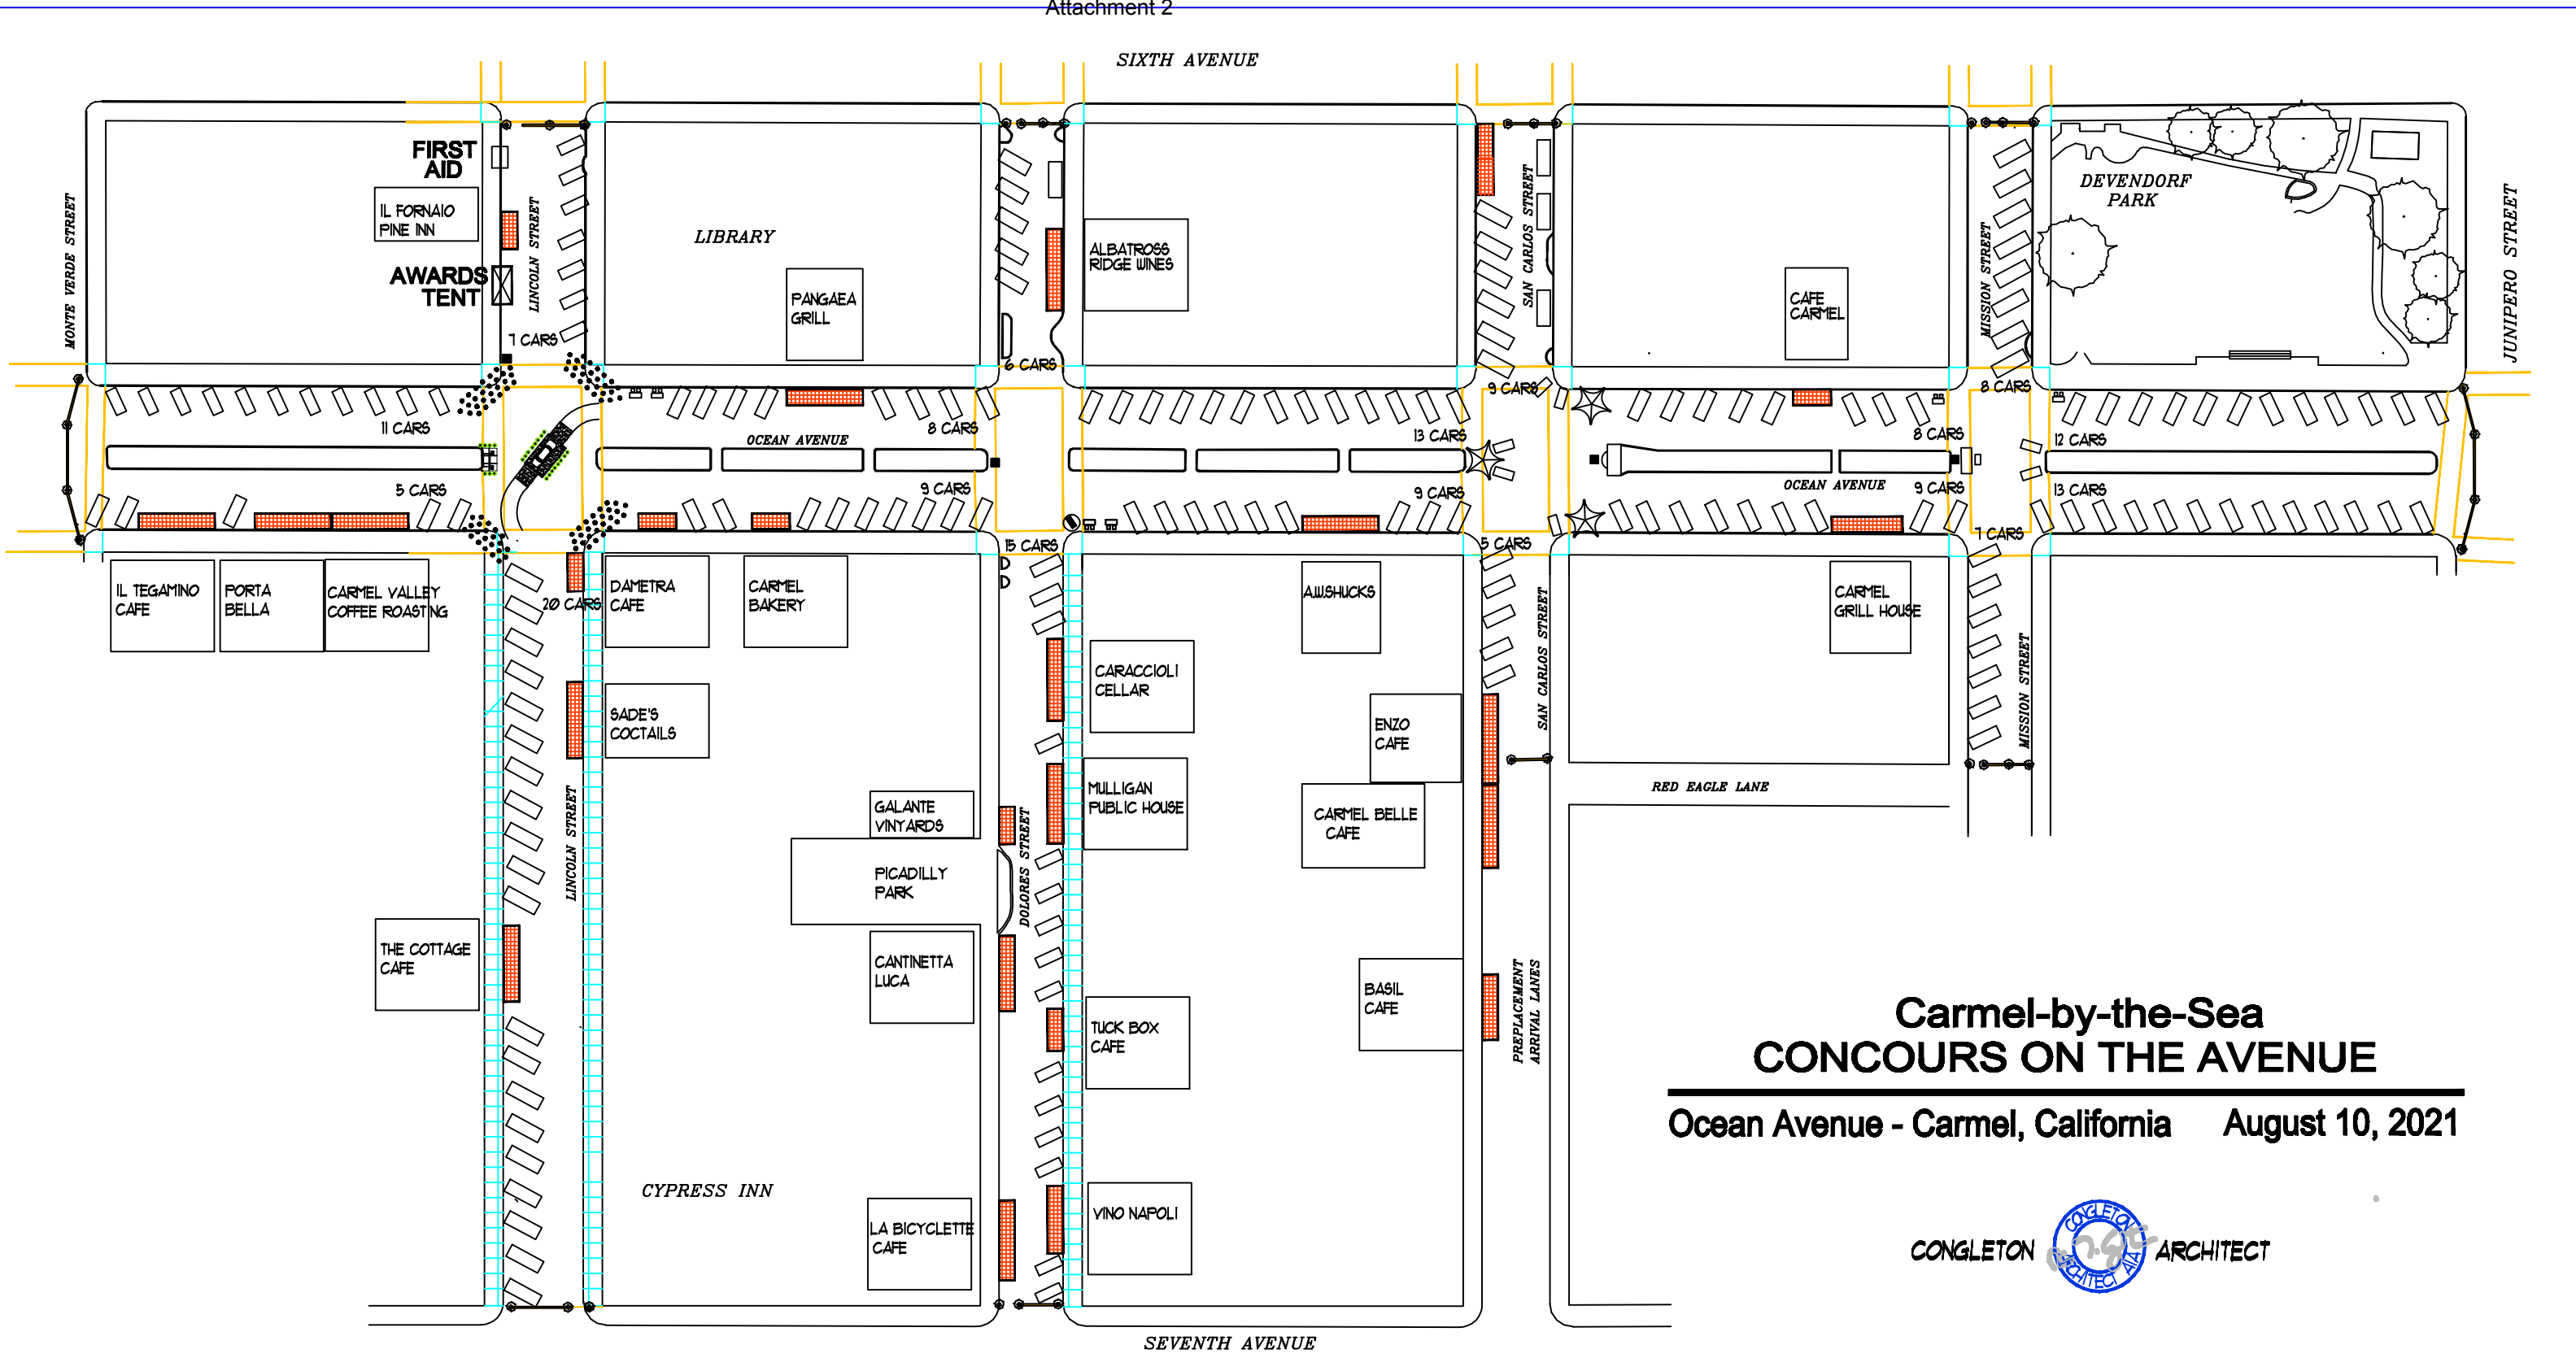 Attachment 2
SIXTH AVENUE
FIRST
AID
IL FORNAIO
PINE INN
AWARDS
TENT
MONTE VERDE STREET
LINCOLN STREET
7 CARS
LIBRARY
PANGAEA
GRILL
6 CARS
ALBATROSS
RIDGE WINES
SAN CARLOS STREET
9 CARS
CAFE
CARMEL
MISSION STREET
8 CARS
DEVENDORF
PARK
JUNIPERO STREET
11 CARS
OCEAN AVENUE
8 CARS
13 CARS
8 CARS
12 CARS
5 CARS
9 CARS
9 CARS
OCEAN AVENUE
9 CARS
13 CARS
20 CARS
15 CARS
5 CARS
7 CARS
IL TEGAMINO
CAFE
PORTA
BELLA
CARMEL VALLEY
COFFEE ROASTING
DAMETRA
CAFE
CARMEL
BAKERY
A.W.SHUCKS
CARMEL
GRILL HOUSE
SADE'S
COCTAILS
CARACCIOLI
CELLAR
ENZO
CAFE
SAN CARLOS STREET
MISSION STREET
LINCOLN STREET
GALANTE
VINYARDS
DOLORES STREET
MULLIGAN
PUBLIC HOUSE
CARMEL BELLE
CAFE
RED EAGLE LANE
PICADILLY
PARK
THE COTTAGE
CAFE
CANTINETTA
LUCA
TUCK BOX
CAFE
BASIL
CAFE
PREPLACEMENT
ARRIVAL LANES
CYPRESS INN
LA BICYCLETTE
CAFE
VINO NAPOLI
SEVENTH AVENUE
Carmel-by-the-Sea
CONCOURS ON THE AVENUE
Ocean Avenue - Carmel, California August 10, 2021
CONGLETON
CONGLETON
ARCHITECT AIA
ARCHITECT